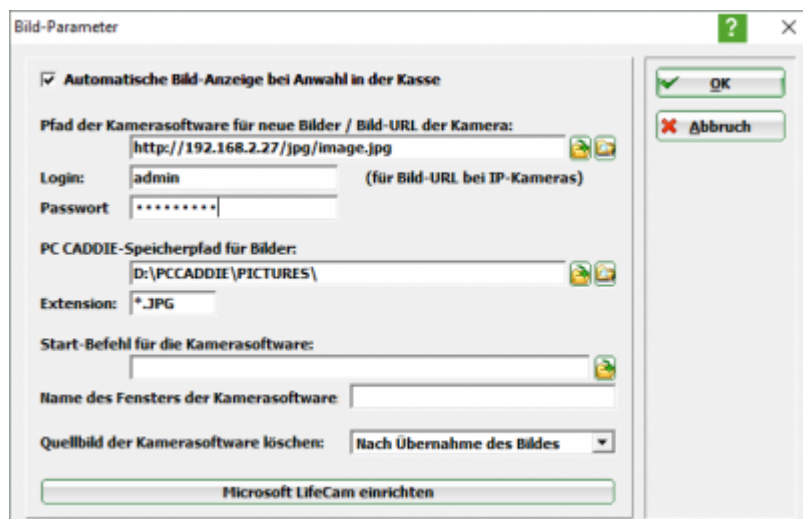 Bild-Parameter
?
Automatische Bild-Anzeige bei Anwahl in der Kasse
OK
Pfad der Kamerasoftware für neue Bilder / Bild-URL der Kamera:
Abbruch
http://192.168.2.27/jpg/image.jpg
Login: admin (für Bild-URL bei IP-Kameras)
Passwort •••••••••
PC CADDIE-Speicherpfad für Bilder:
D:\PCCADDIE\PICTURES\
Extension: *.JPG
Start-Befehl für die Kamerasoftware:
Name des Fensters der Kamerasoftware
Quellbild der Kamerasoftware löschen: Nach Übernahme des Bildes
Microsoft LifeCam einrichten